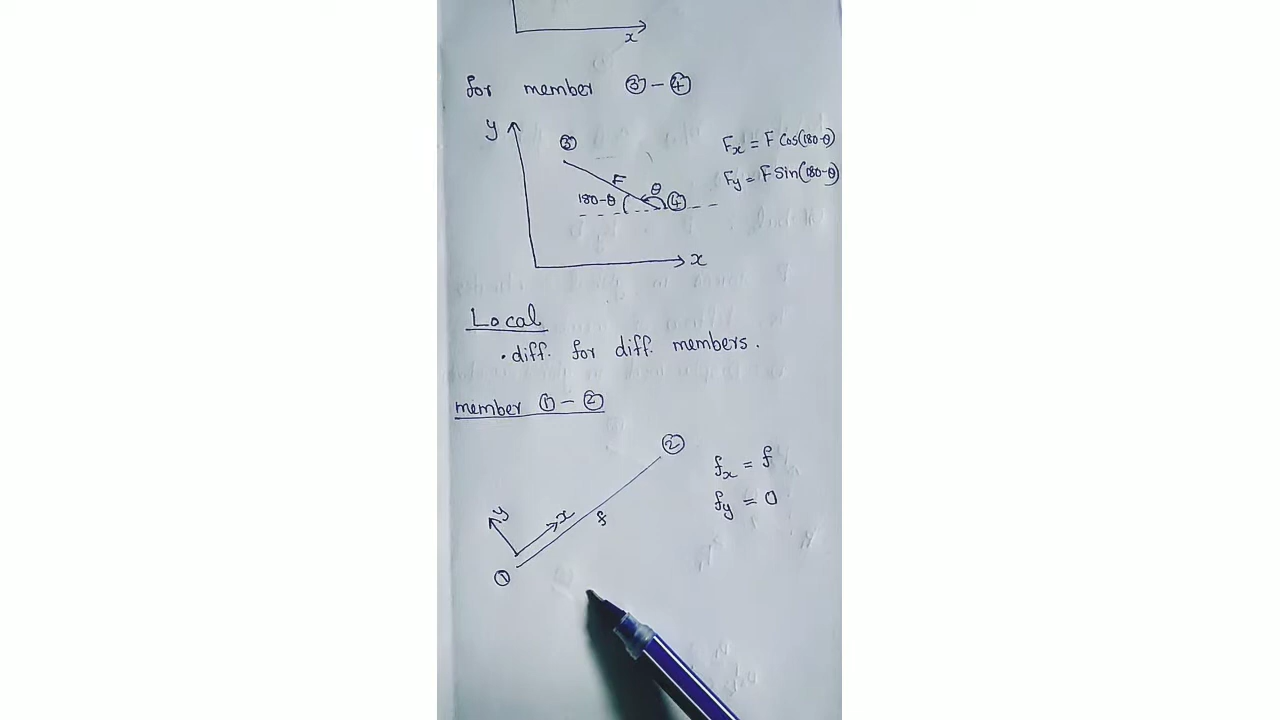 x
for member ③-④
y
③
Fx = F Cos(180-θ)
Fy = F Sin(180-θ)
F
θ
180-θ
④
x
Local
• diff. for diff. members.
member ①-②
②
fx = f
fy = 0
y
x
f
①